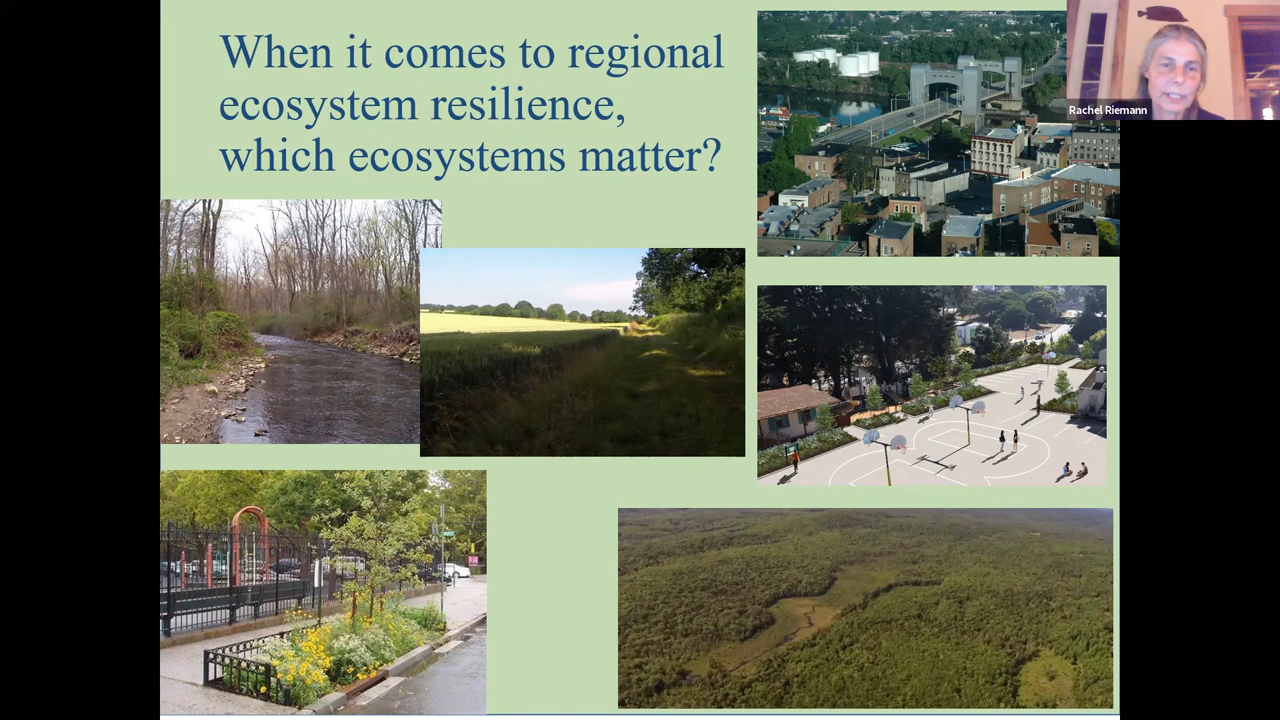 When it comes to regional
ecosystem resilience,
which ecosystems matter?
Rachel Riemann